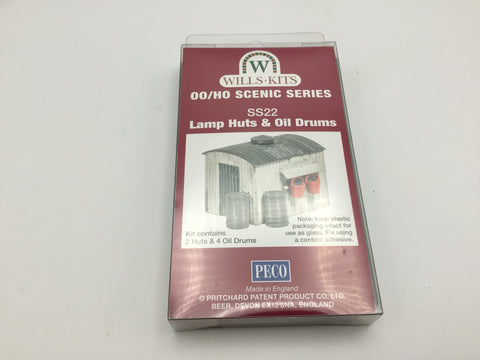 W
WILLS·KITS
OO/HO SCENIC SERIES
SS22
Lamp Huts & Oil Drums
Kit contains
2 Huts & 4 Oil Drums
Note: keep plastic
packaging intact for
use as glass. Fix using
a contact adhesive.
PECO
Made in England
© PRITCHARD PATENT PRODUCT CO. LTD.
BEER, DEVON EX12 3NA, ENGLAND